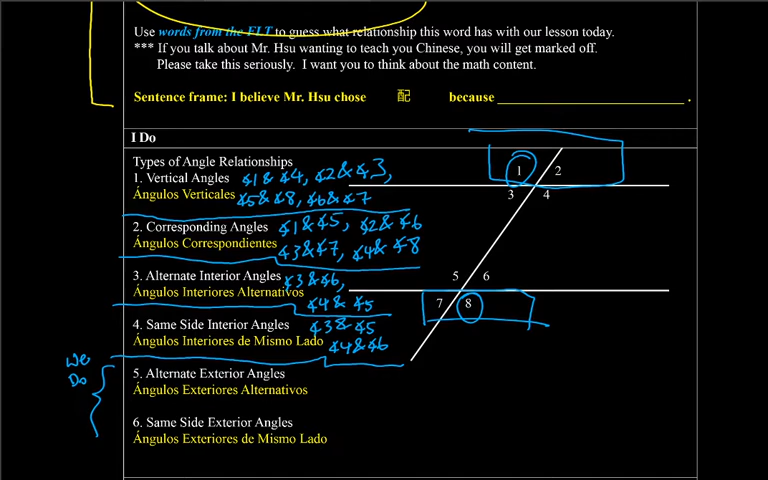 Use words from the FLT to guess what relationship this word has with our lesson today.
*** If you talk about Mr. Hsu wanting to teach you Chinese, you will get marked off.
Please take this seriously. I want you to think about the math content.
Sentence frame: I believe Mr. Hsu chose 配 because ________________________________ .
I Do
Types of Angle Relationships
1. Vertical Angles ∡1&∡4, ∡2&∡3,
Ángulos Verticales ∡5&∡8, ∡6&∡7
2. Corresponding Angles ∡1&∡5, ∡2&∡6
Ángulos Correspondientes ∡3&∡7, ∡4&∡8
3. Alternate Interior Angles ∡3&∡6,
Ángulos Interiores Alternativos ∡4&∡5
4. Same Side Interior Angles ∡3&∡5
Ángulos Interiores de Mismo Lado ∡4&∡6
We
Do
5. Alternate Exterior Angles
Ángulos Exteriores Alternativos
6. Same Side Exterior Angles
Ángulos Exteriores de Mismo Lado
1 2
3 4
5 6
7 8